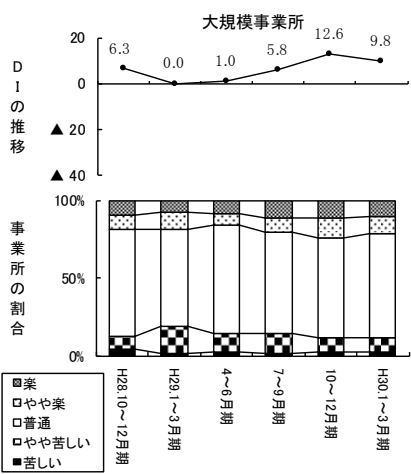 大規模事業所
DIの推移
20
0
▲ 20
▲ 40
6.3
0.0
1.0
5.8
12.6
9.8
事業所の割合
100%
50%
0%
H28.10～12月期
H29.1～3月期
4～6月期
7～9月期
10～12月期
H30.1～3月期
楽
やや楽
普通
やや苦しい
苦しい